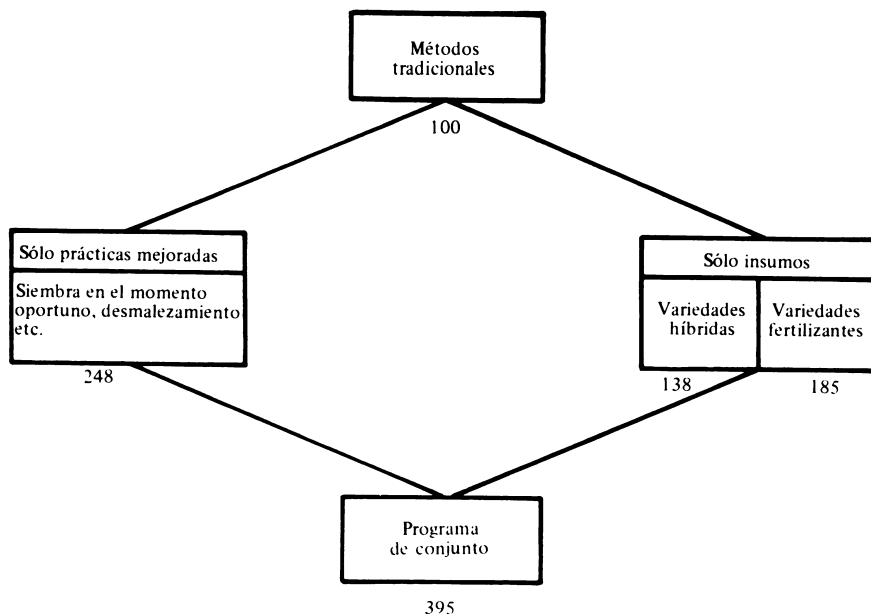 Métodos
tradicionales
100
Sólo prácticas mejoradas
Siembra en el momento
oportuno, desmalezamiento
etc.
248
Sólo insumos
Variedades
híbridas
138
Variedades
fertilizantes
185
Programa
de conjunto
395